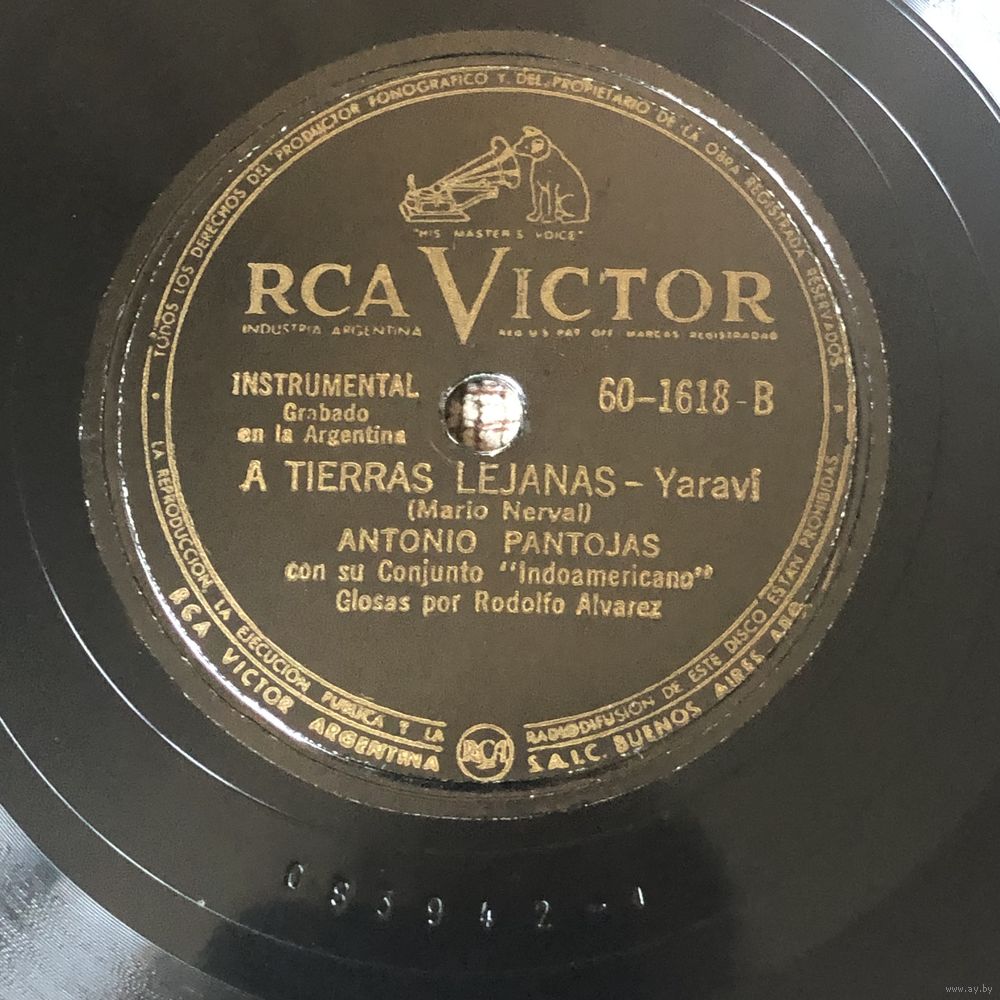 TODOS LOS DERECHOS DEL PRODUCTOR FONOGRAFICO Y DEL PROPIETARIO DE LA OBRA REGISTRADA RESERVADOS
"HIS MASTER'S VOICE"
RCA VICTOR
INDUSTRIA ARGENTINA
REG U.S. PAT OFF MARCAS REGISTRADAS
INSTRUMENTAL
Grabado
en la Argentina
60-1618-B
A TIERRAS LEJANAS - Yaraví
(Mario Nerval)
ANTONIO PANTOJAS
con su Conjunto "Indoamericano"
Glosas por Rodolfo Alvarez
LA REPRODUCCION, LA EJECUCION PUBLICA Y LA RADIODIFUSION DE ESTE DISCO ESTAN PROHIBIDAS
RCA VICTOR ARGENTINA S.A.I.C. BUENOS AIRES ARG.
RCA
www.ay.by